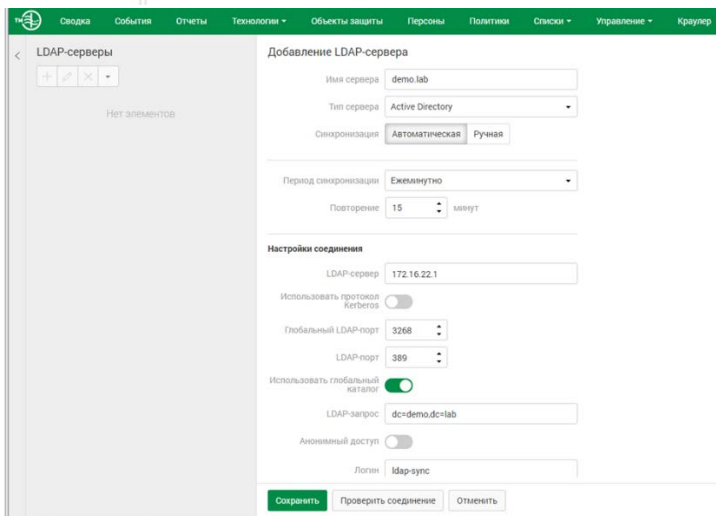 ТМ
Сводка События Отчеты Технологии Объекты защиты Персоны Политики Списки Управление Краулер
LDAP-серверы
Нет элементов
Добавление LDAP-сервера
Имя сервера demo.lab
Тип сервера Active Directory
Синхронизация Автоматическая Ручная
Период синхронизации Ежеминутно
Повторение 15 минут
Настройки соединения
LDAP-сервер 172.16.22.1
Использовать протокол
Kerberos
Глобальный LDAP-порт 3268
LDAP-порт 389
Использовать глобальный
каталог
LDAP-запрос dc=demo,dc=lab
Анонимный доступ
Логин ldap-sync
Сохранить Проверить соединение Отменить